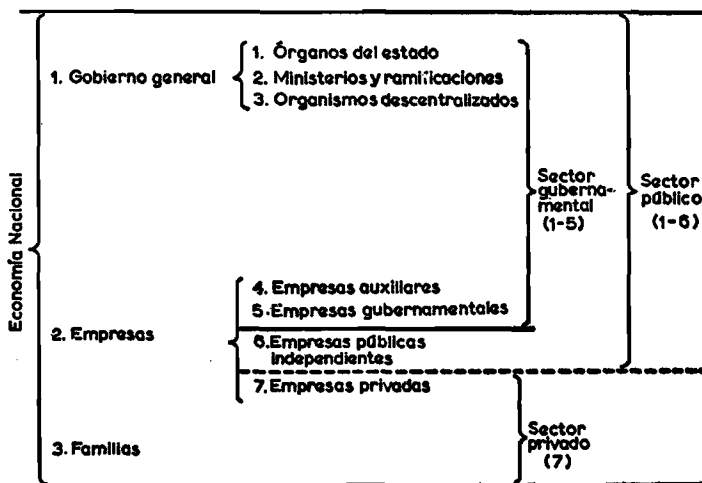 Economía Nacional
1. Gobierno general
1. Órganos del estado
2. Ministerios y ramificaciones
3. Organismos descentralizados
Sector
guberna-
mental
(1-5)
Sector
público
(1-6)
2. Empresas
4. Empresas auxiliares
5. Empresas gubernamentales
6. Empresas públicas
independientes
7. Empresas privadas
3. Familias
Sector
privado
(7)